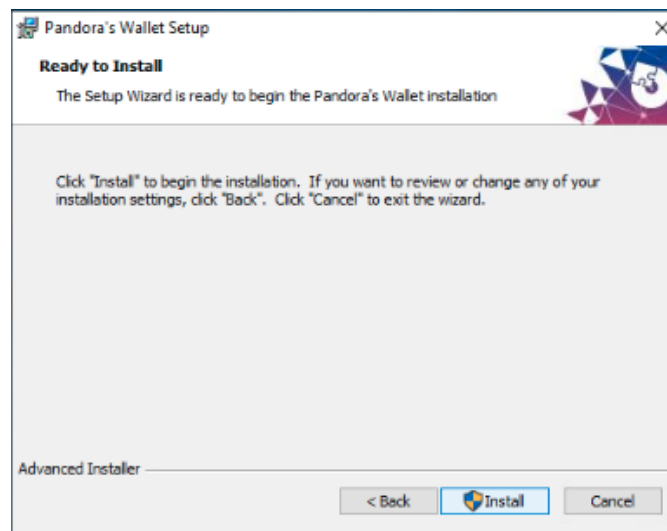 Pandora's Wallet Setup
Ready to Install
The Setup Wizard is ready to begin the Pandora's Wallet installation
Click "Install" to begin the installation. If you want to review or change any of your
installation settings, click "Back". Click "Cancel" to exit the wizard.
Advanced Installer
< Back Install Cancel